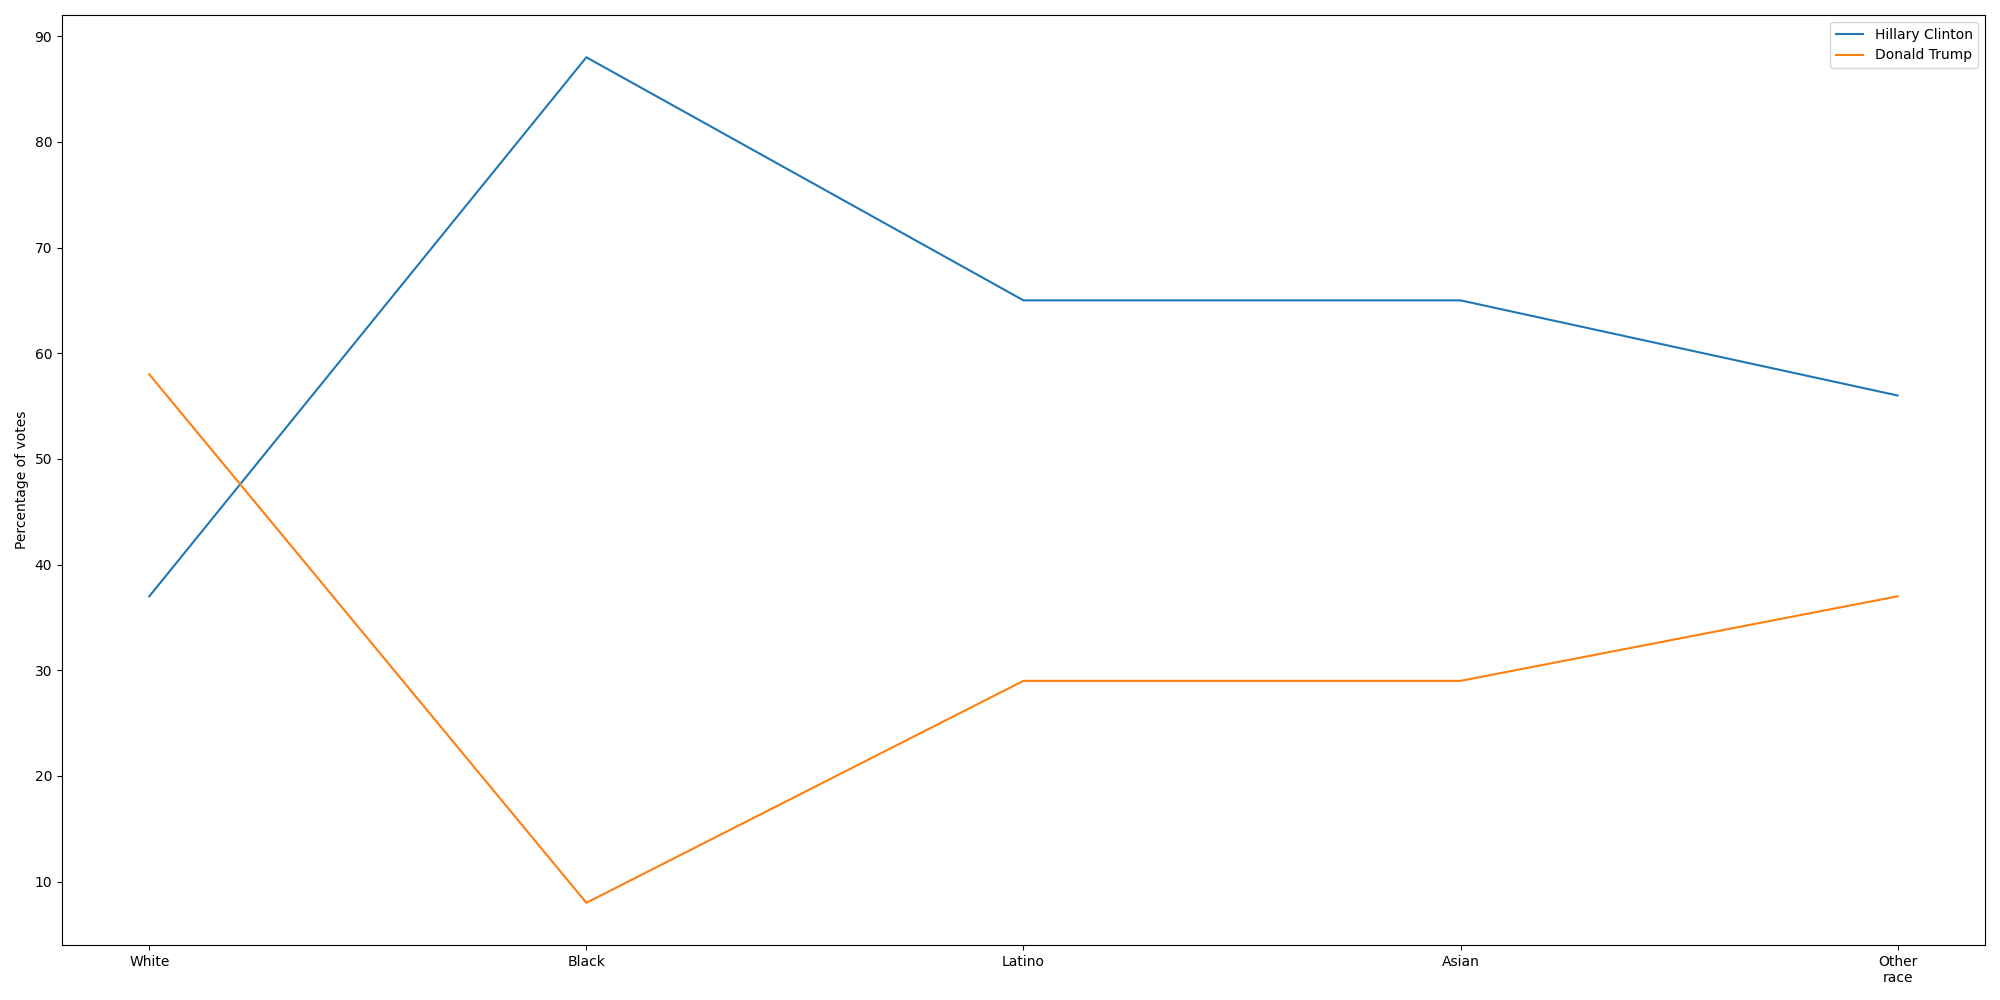 Hillary Clinton
Donald Trump
Percentage of votes
90
80
70
60
50
40
30
20
10
White
Black
Latino
Asian
Other
race